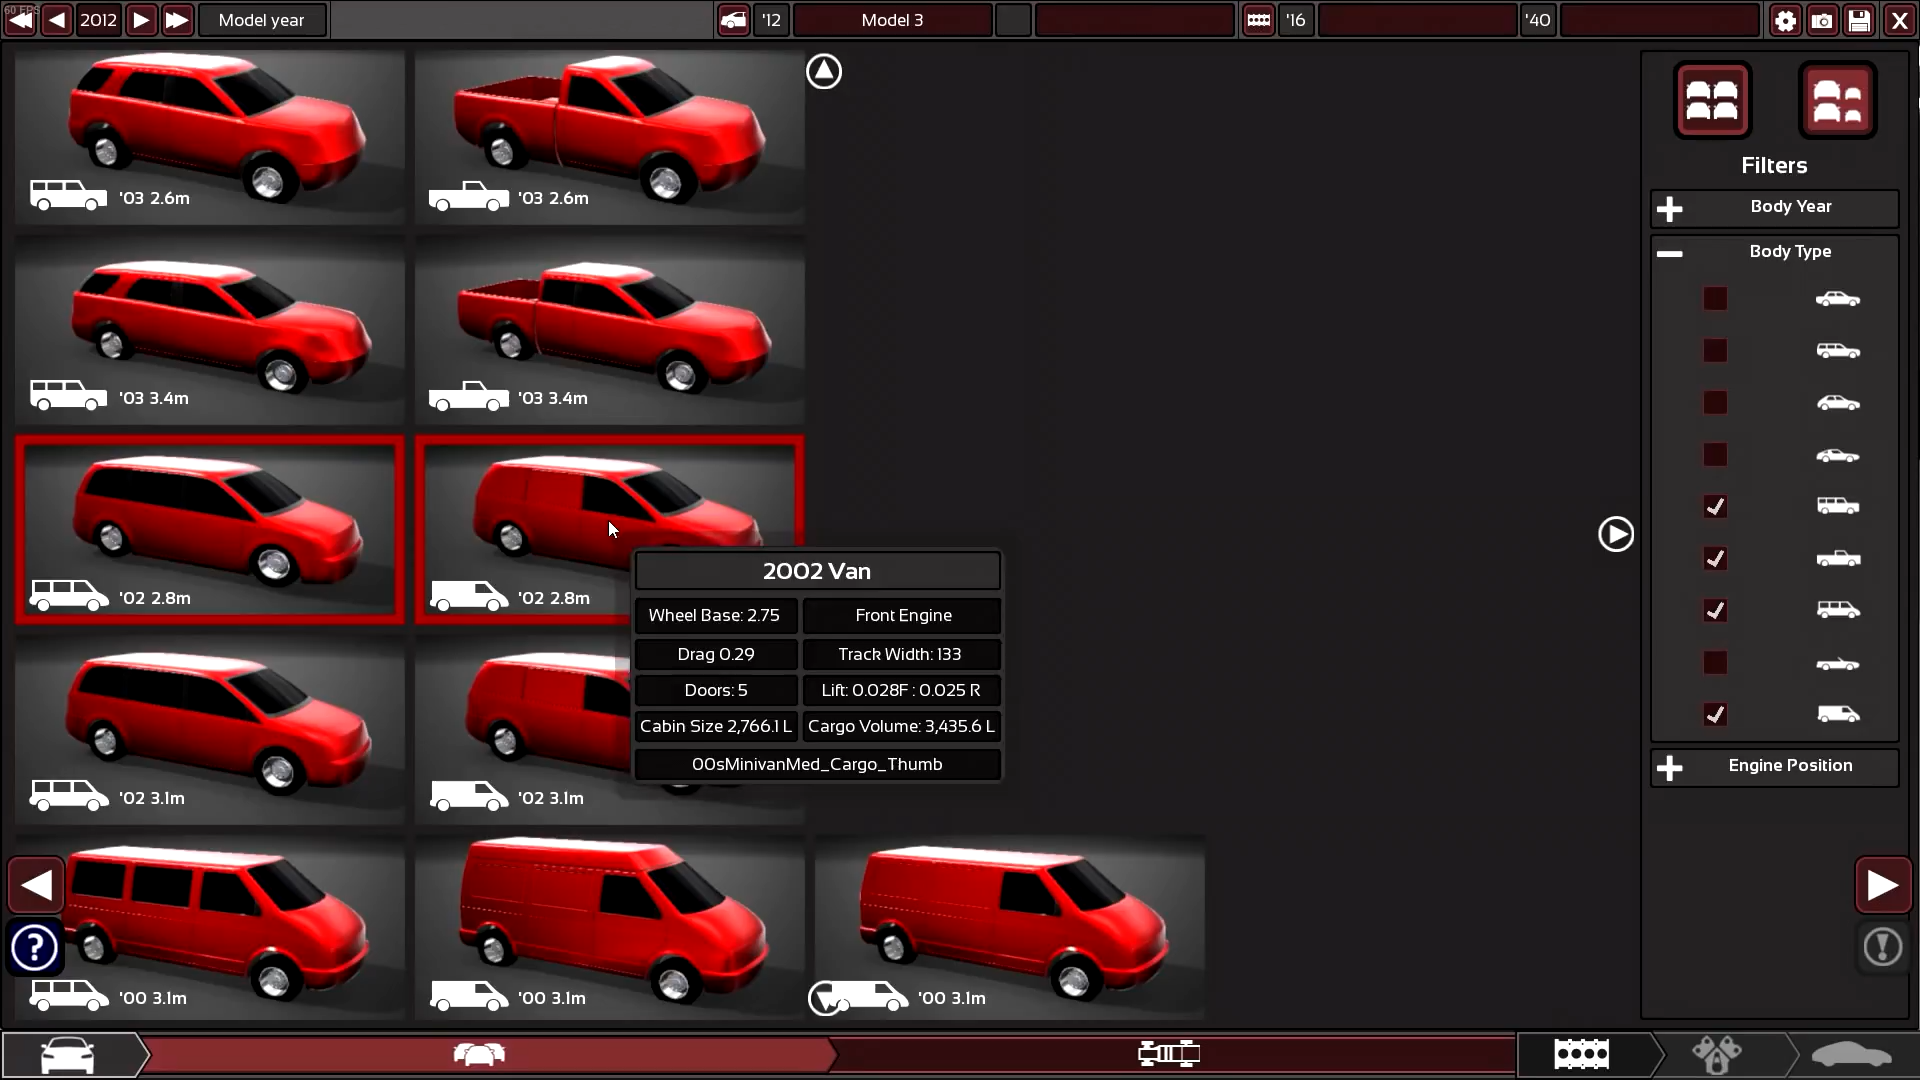 60 FPS
2012
Model year
'12
Model 3
'16
'40
'03 2.6m
'03 2.6m
'03 3.4m
'03 3.4m
'02 2.8m
'02 2.8m
'02 3.1m
'02 3.1m
'00 3.1m
'00 3.1m
'00 3.1m
2002 Van
Wheel Base: 2.75
Front Engine
Drag 0.29
Track Width: 133
Doors: 5
Lift: 0.028F : 0.025 R
Cabin Size 2,766.1 L
Cargo Volume: 3,435.6 L
00sMinivanMed_Cargo_Thumb
Filters
Body Year
Body Type
Engine Position